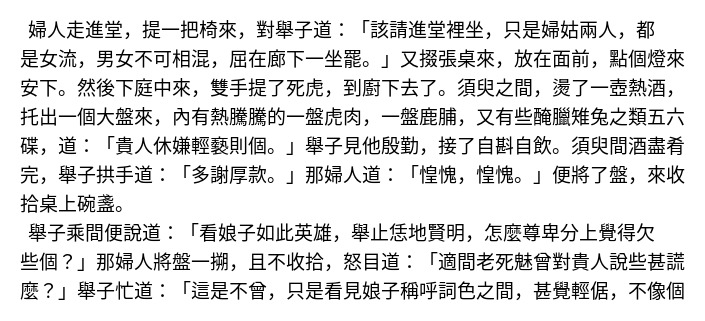 婦人走進堂，提一把椅來，對舉子道：「該請進堂裡坐，只是婦姑兩人，都
是女流，男女不可相混，屈在廊下一坐罷。」又掇張桌來，放在面前，點個燈來
安下。然後下庭中來，雙手提了死虎，到廚下去了。須臾之間，燙了一壺熱酒，
托出一個大盤來，內有熱騰騰的一盤虎肉，一盤鹿脯，又有些醃臘雉兔之類五六
碟，道：「貴人休嫌輕褻則個。」舉子見他殷勤，接了自斟自飲。須臾間酒盡肴
完，舉子拱手道：「多謝厚款。」那婦人道：「惶愧，惶愧。」便將了盤，來收
拾桌上碗盞。
舉子乘間便說道：「看娘子如此英雄，舉止恁地賢明，怎麼尊卑分上覺得欠
些個？」那婦人將盤一搠，且不收拾，怒目道：「適間老死魅曾對貴人說些甚謊
麼？」舉子忙道：「這是不曾，只是看見娘子稱呼詞色之間，甚覺輕倨，不像個